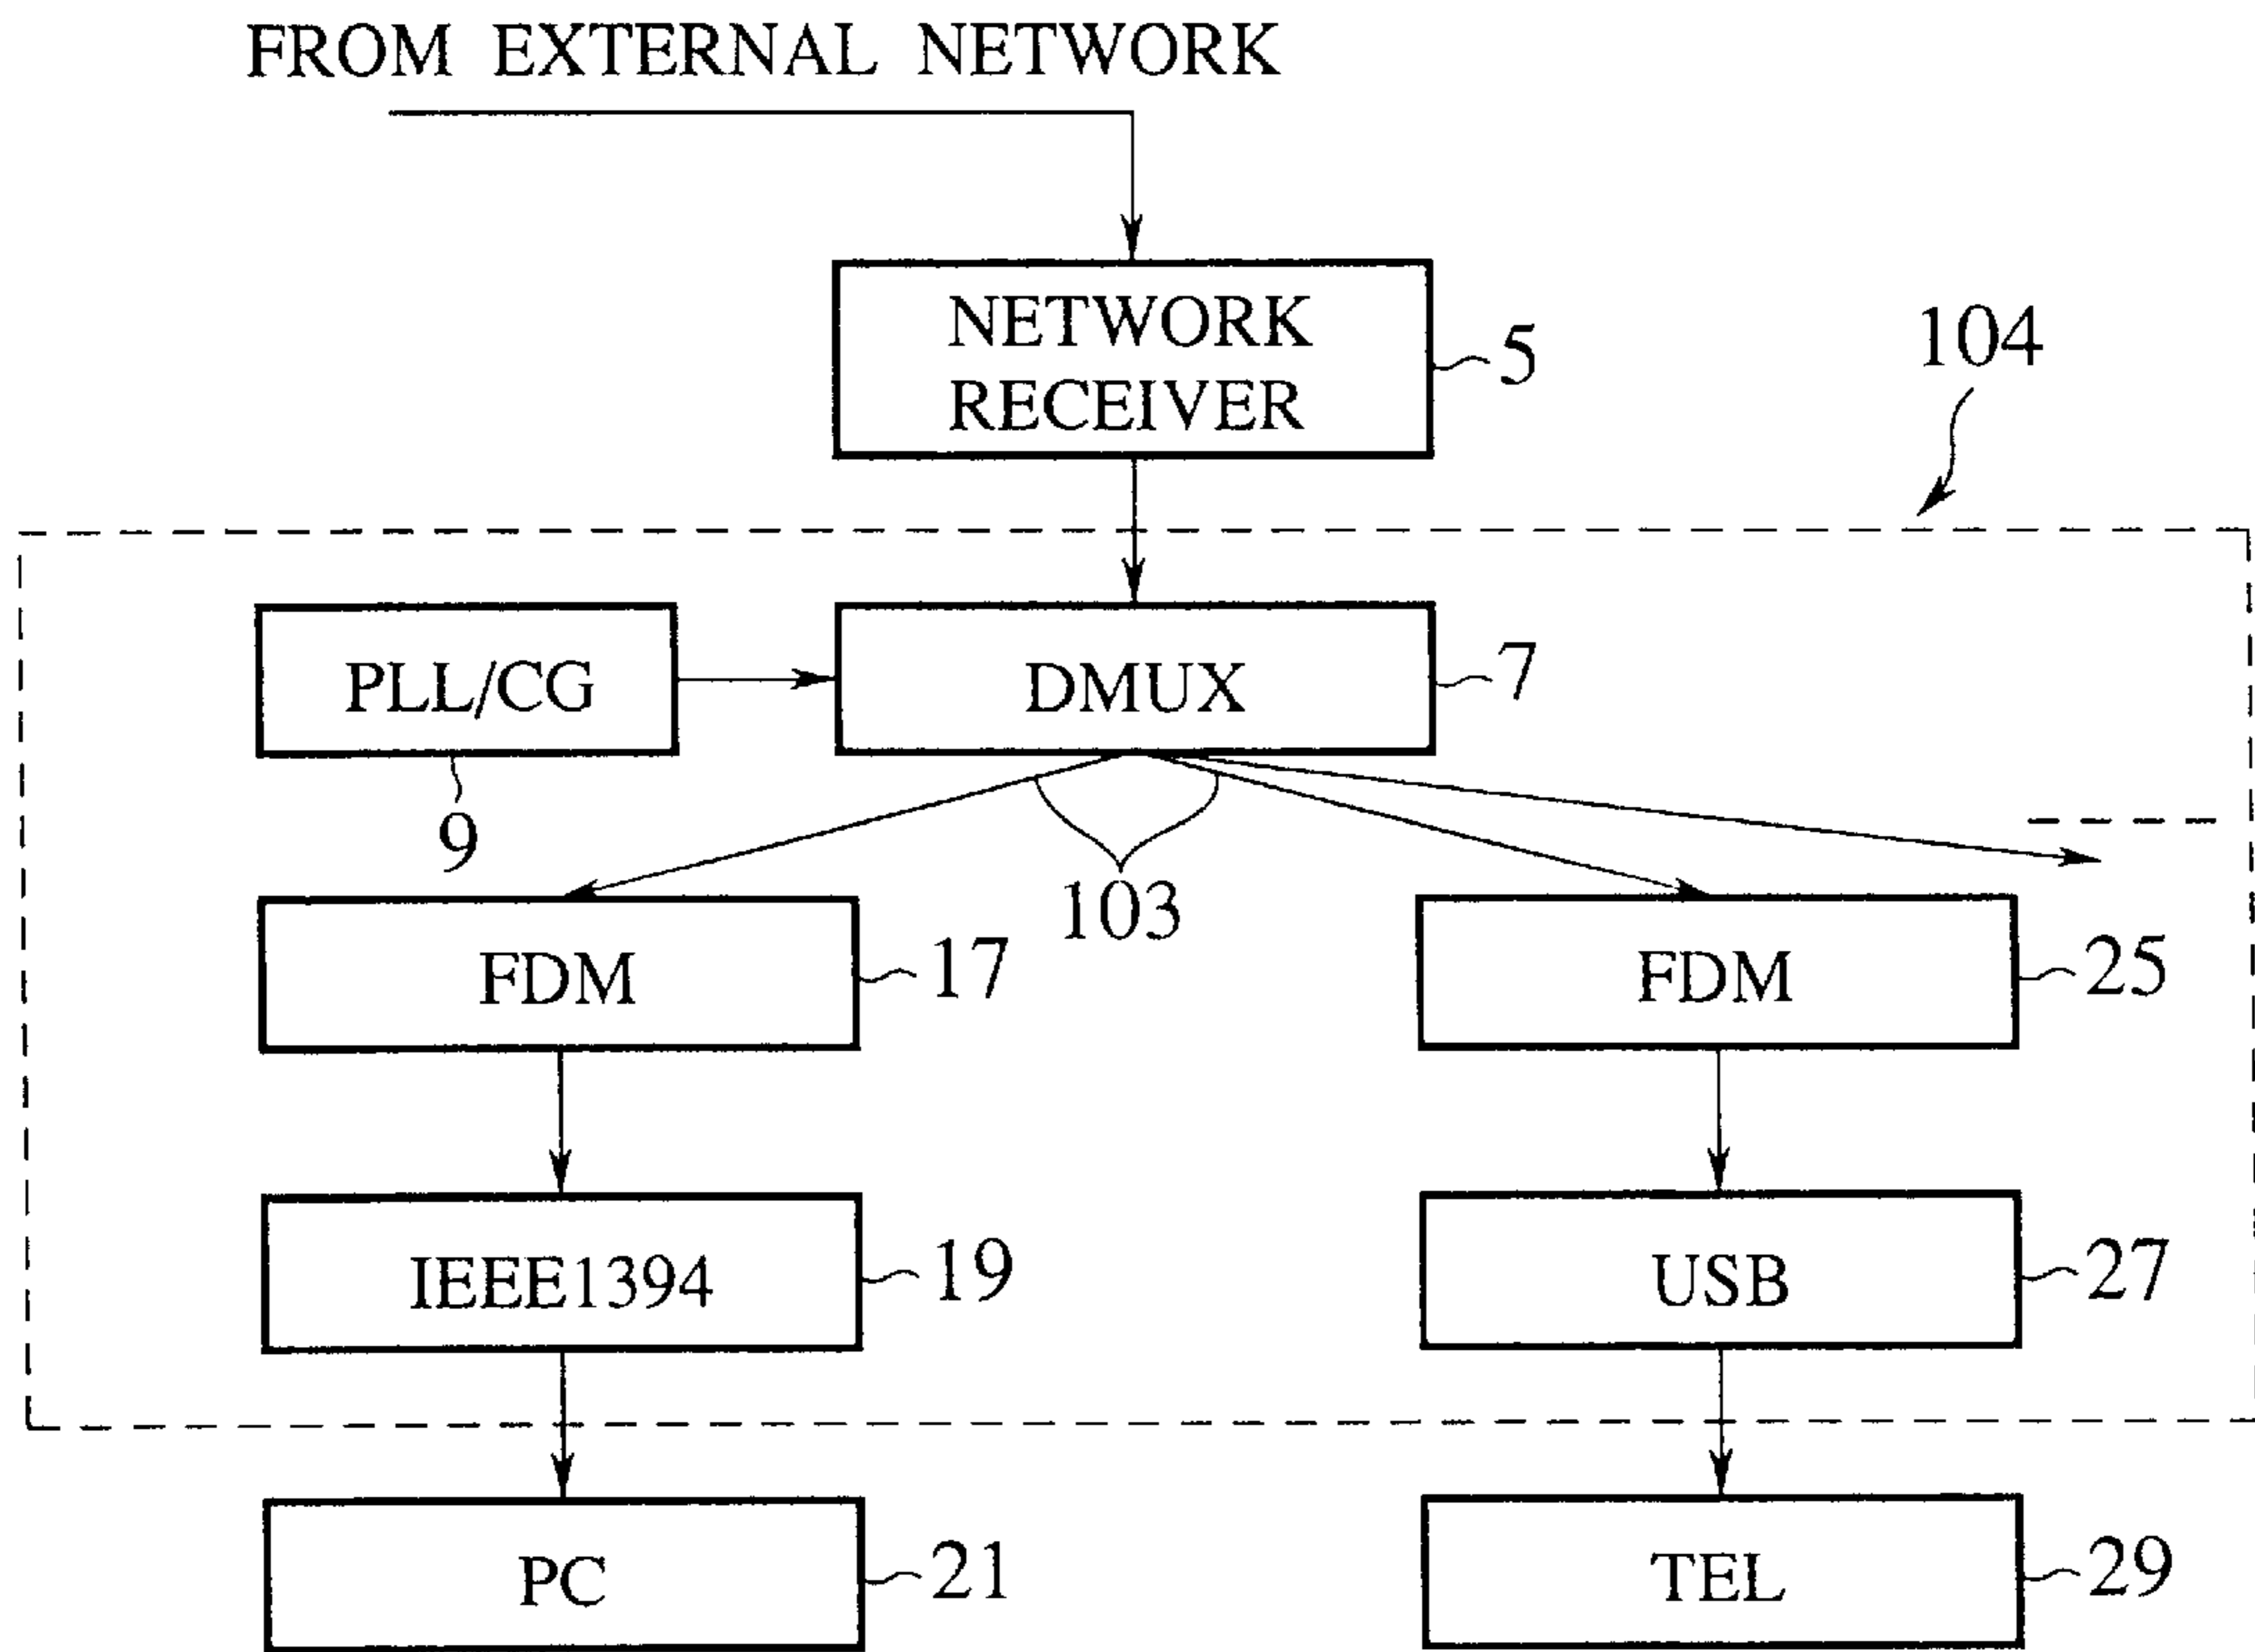 FROM EXTERNAL NETWORK
NETWORK
RECEIVER
5
104
PLL/CG
DMUX
7
9
103
FDM
17
FDM
25
IEEE1394
19
USB
27
PC
21
TEL
29